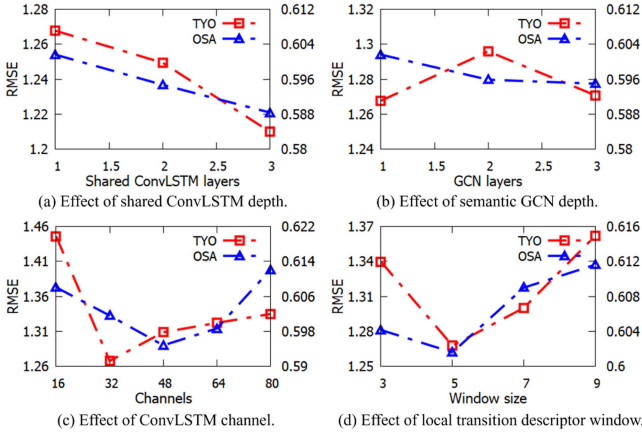 1.28
1.26
1.24
1.22
1.2
RMSE
TYO
OSA
0.612
0.604
0.596
0.588
0.58
1 1.5 2 2.5 3
Shared ConvLSTM layers
(a) Effect of shared ConvLSTM depth.
1.36
1.32
1.28
1.24
RMSE
TYO
OSA
0.612
0.604
0.596
0.588
0.58
1 1.5 2 2.5 3
GCN layers
(b) Effect of semantic GCN depth.
1.46
1.41
1.36
1.31
1.26
RMSE
TYO
OSA
0.622
0.614
0.606
0.598
0.59
16 32 48 64 80
Channels
(c) Effect of ConvLSTM channel.
1.37
1.34
1.31
1.28
1.25
RMSE
TYO
OSA
0.616
0.612
0.608
0.604
0.6
3 5 7 9
Window size
(d) Effect of local transition descriptor window.